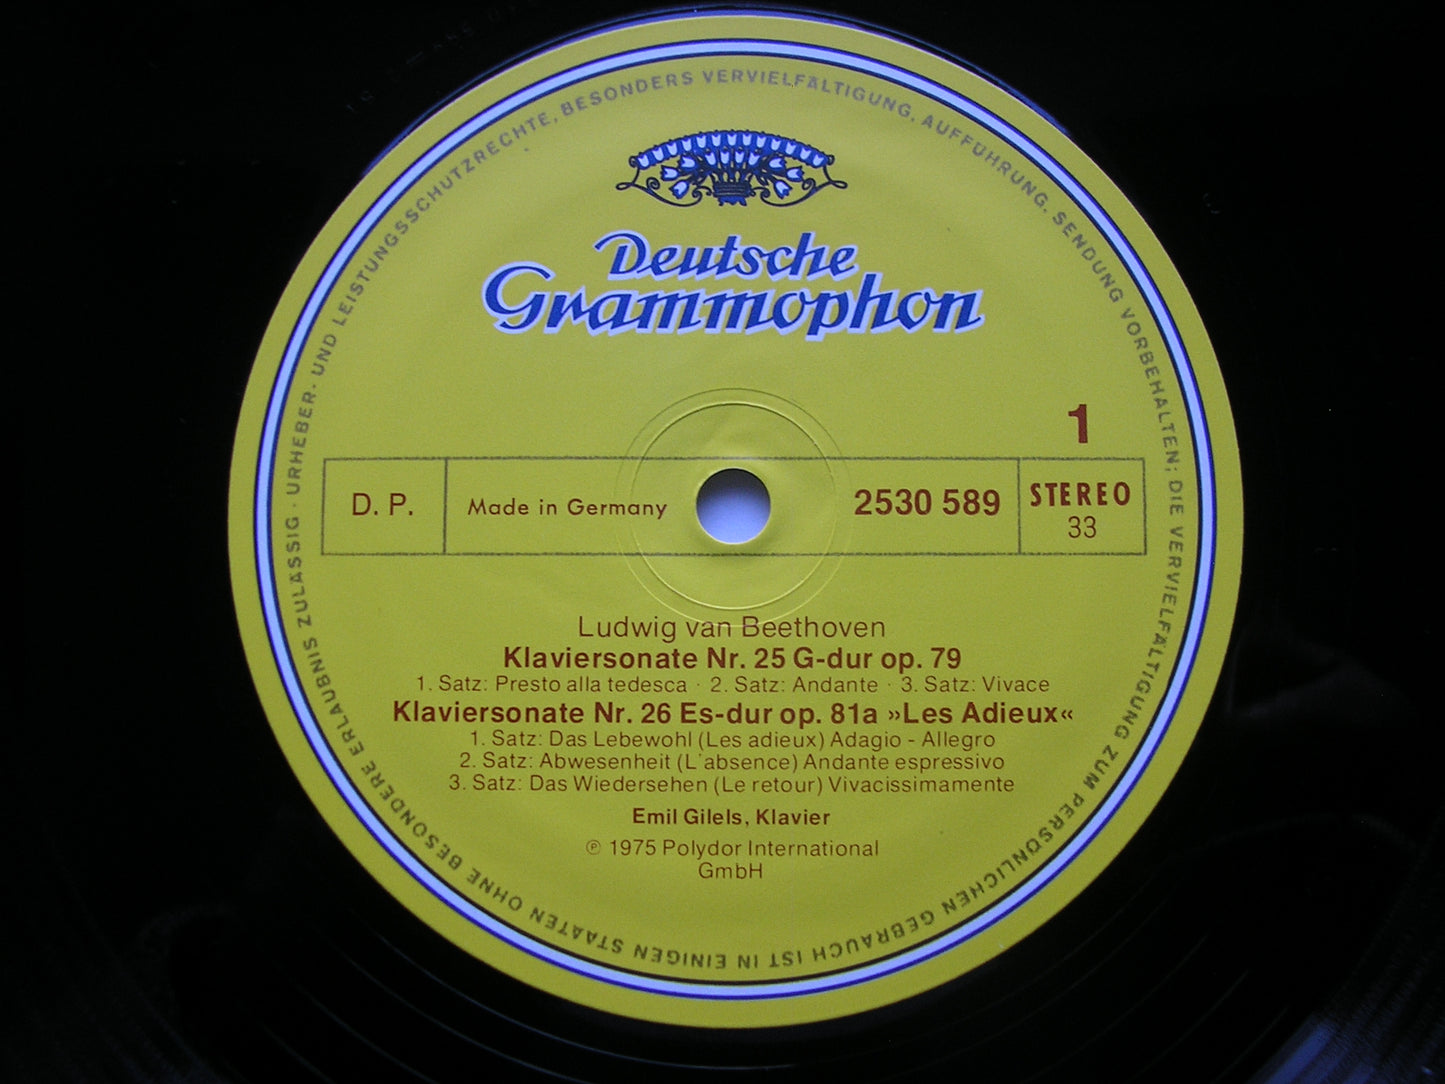 Deutsche
Grammophon
1
D. P.
Made in Germany
2530 589
STEREO
33
Ludwig van Beethoven
Klaviersonate Nr. 25 G-dur op. 79
1. Satz: Presto alla tedesca · 2. Satz: Andante · 3. Satz: Vivace
Klaviersonate Nr. 26 Es-dur op. 81a »Les Adieux«
1. Satz: Das Lebewohl (Les adieux) Adagio - Allegro
2. Satz: Abwesenheit (L'absence) Andante espressivo
3. Satz: Das Wiedersehen (Le retour) Vivacissimamente
Emil Gilels, Klavier
℗ 1975 Polydor International
GmbH
URHEBER- UND LEISTUNGSSCHUTZRECHTE, BESONDERS VERVIELFÄLTIGUNG, AUFFÜHRUNG, SENDUNG VORBEHALTEN; DIE VERVIELFÄLTIGUNG ZUM PERSÖNLICHEN GEBRAUCH IST IN EINIGEN STAATEN OHNE BESONDERE ERLAUBNIS ZULÄSSIG ·